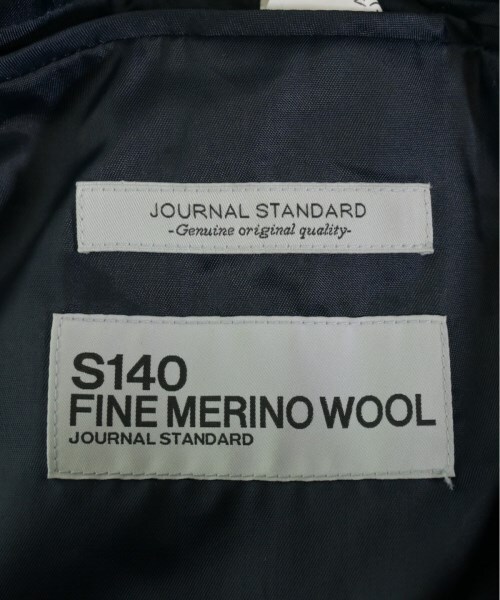 JOURNAL STANDARD
-Genuine original quality-
S140
FINE MERINO WOOL
JOURNAL STANDARD